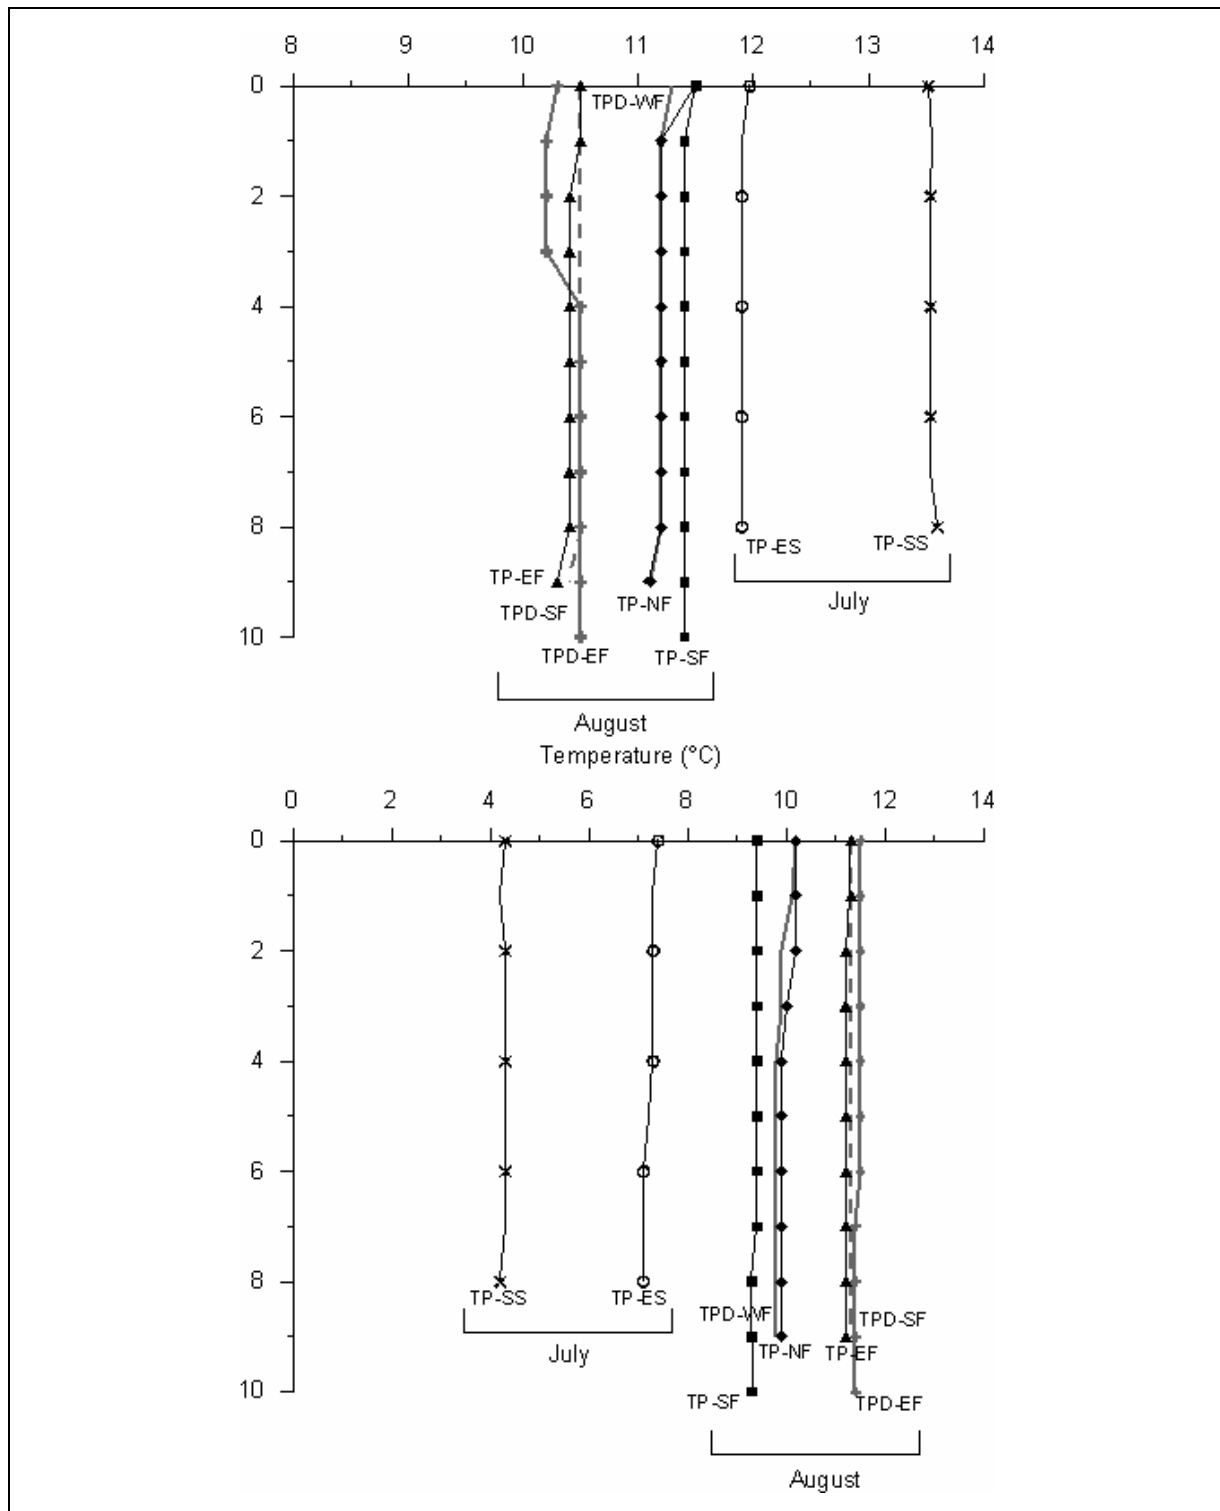 8 9 10 11 12 13 14
0
TPD-WF
2
4
6
8
TP-ES TP-SS
TP-EF
TP-NF
July
TPD-SF
10
TPD-EF TP-SF
August
Temperature (°C)
0 2 4 6 8 10 12 14
0
2
4
6
8
TP-SS TP-ES
TPD-WF TPD-SF
July
TP-NF TP-EF
10
TP-SF TPD-EF
August